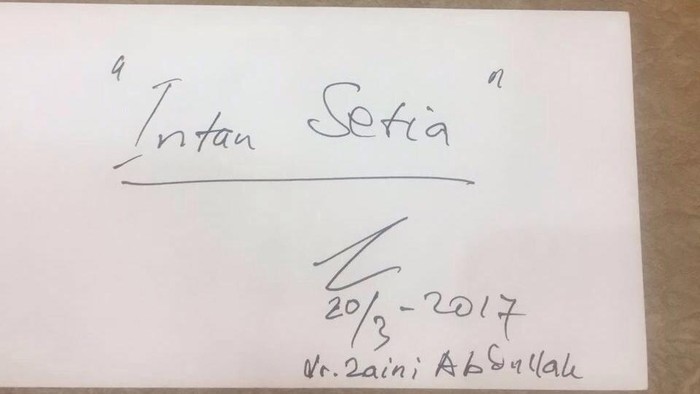 "Intan Setia"
20/3-2017
dr. Zaini Abdullah